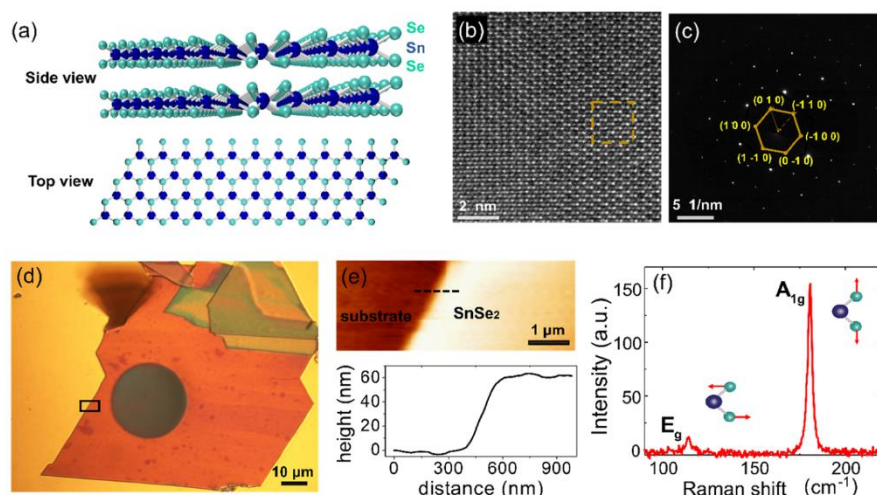 (a)
Side view
Se
Sn
Se
Top view
(b)
2 nm
(c)
(0 1 0)
(-1 1 0)
(1 0 0)
(-1 0 0)
(1 -1 0)
(0 -1 0)
5 1/nm
(d)
10 μm
(e)
substrate
SnSe2
1 μm
height (nm)
60
30
0
0 300 600 900
distance (nm)
(f)
Intensity (a.u.)
150
100
50
0
Eg
A1g
100 150 200
Raman shift (cm-1)